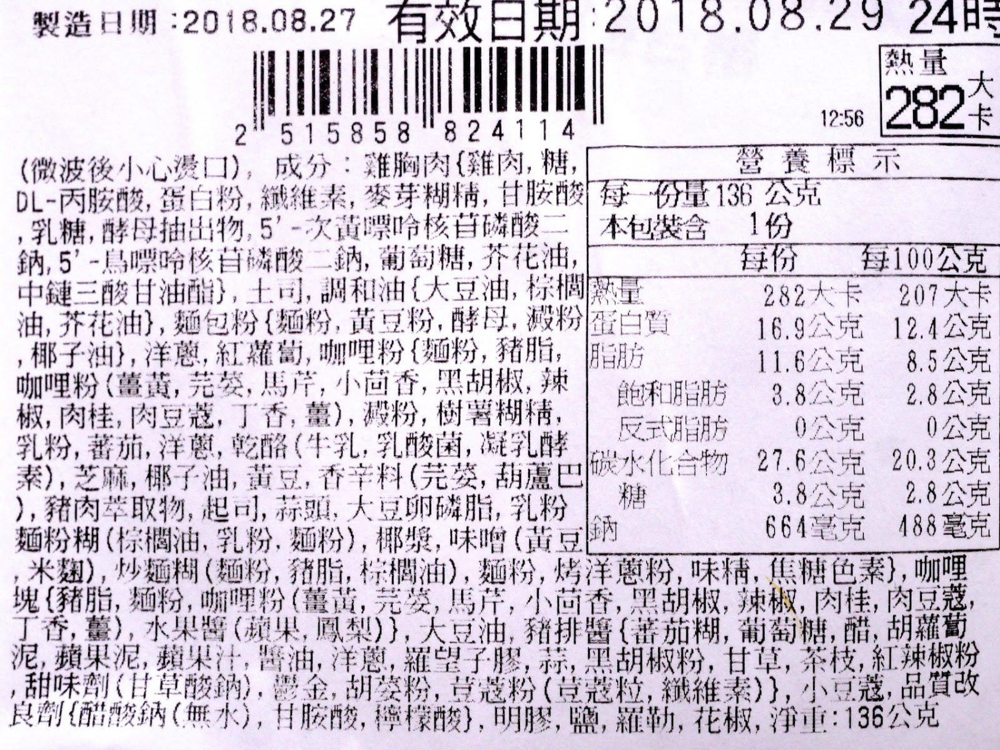 製造日期:2018.08.27 有效日期:2018.08.29 24時
熱量
282大卡
12:56
2 515858 824114
(微波後小心燙口), 成分:雞胸肉{雞肉,糖,
DL-丙胺酸,蛋白粉,纖維素,麥芽糊精,甘胺酸
,乳糖,酵母抽出物,5'-次黃嘌呤核苷磷酸二
鈉,5'-鳥嘌呤核苷磷酸二鈉,葡萄糖,芥花油,
中鏈三酸甘油酯},土司,調和油{大豆油,棕櫚
油,芥花油},麵包粉{麵粉,黃豆粉,酵母,澱粉
,椰子油},洋蔥,紅蘿蔔,咖哩粉{麵粉,豬脂,
咖哩粉(薑黃,芫荽,馬芹,小茴香,黑胡椒,辣
椒,肉桂,肉豆蔻,丁香,薑),澱粉,樹薯糊精,
乳粉,蕃茄,洋蔥,乾酪(牛乳,乳酸菌,凝乳酵
素),芝麻,椰子油,黃豆,香辛料(芫荽,葫蘆巴
),豬肉萃取物,起司,蒜頭,大豆卵磷脂,乳粉
麵粉糊(棕櫚油,乳粉,麵粉),椰漿,味噌(黃豆
,米麴),炒麵糊(麵粉,豬脂,棕櫚油),麵粉,烤洋蔥粉,味精,焦糖色素},咖哩
塊{豬脂,麵粉,咖哩粉(薑黃,芫荽,馬芹,小茴香,黑胡椒,辣椒,肉桂,肉豆蔻,
丁香,薑),水果醬(蘋果,鳳梨)},大豆油,豬排醬{蕃茄糊,葡萄糖,醋,胡蘿蔔
泥,蘋果泥,蘋果汁,醬油,洋蔥,羅望子膠,蒜,黑胡椒粉,甘草,荼枝,紅辣椒粉
,甜味劑(甘草酸鈉),鬱金,胡荽粉,荳蔻粉(荳蔻粒,纖維素)},小豆蔻,品質改
良劑{醋酸鈉(無水),甘胺酸,檸檬酸},明膠,鹽,羅勒,花椒,淨重:136公克
營養標示
每一份量136 公克
本包裝含 1份
每份 每100公克
熱量 282大卡 207大卡
蛋白質 16.9公克 12.4公克
脂肪 11.6公克 8.5公克
飽和脂肪 3.8公克 2.8公克
反式脂肪 0公克 0公克
碳水化合物 27.6公克 20.3公克
糖 3.8公克 2.8公克
鈉 664毫克 488毫克